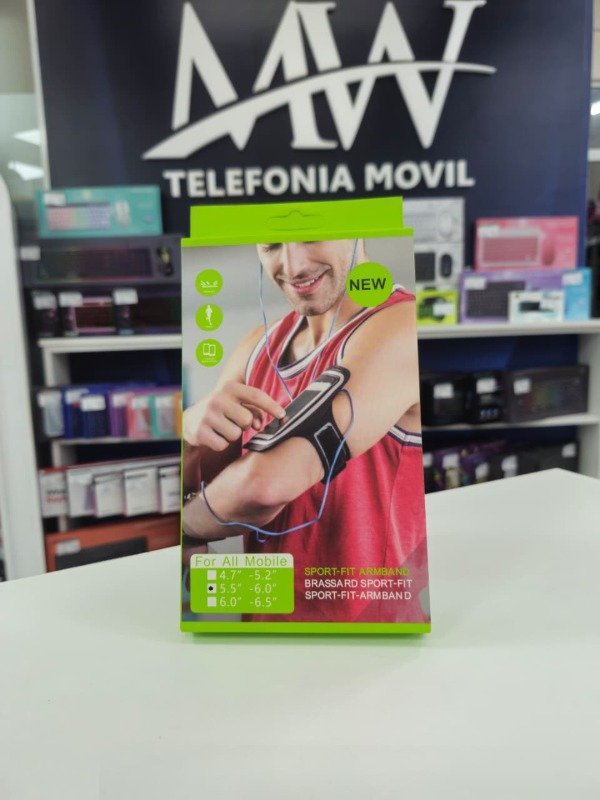 MW
TELEFONIA MOVIL
NEW
For All Mobile
4.7" -5.2"
5.5" -6.0"
6.0" -6.5"
SPORT-FIT ARMBAND
BRASSARD SPORT-FIT
SPORT-FIT-ARMBAND